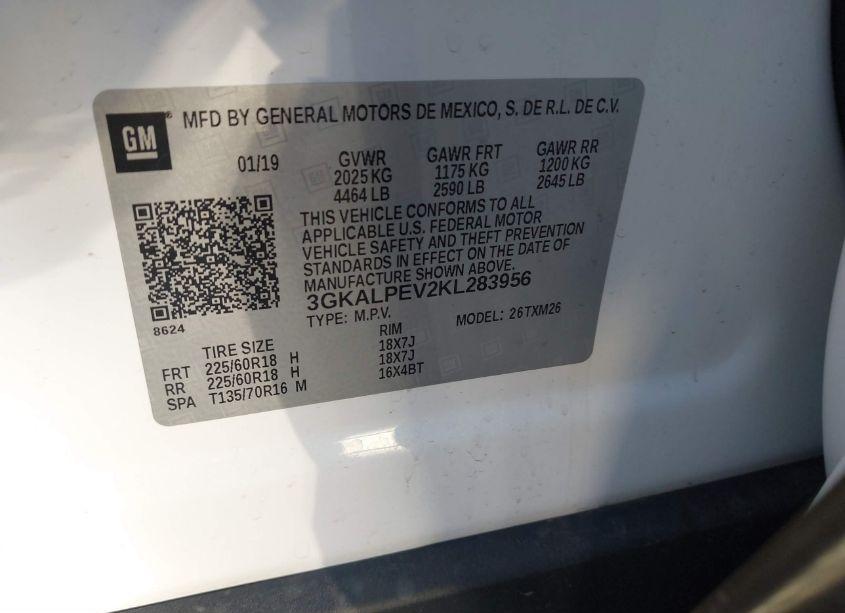 GM ® MFD BY GENERAL MOTORS DE MEXICO, S. DE R.L. DE C.V.
01/19 GVWR GAWR FRT GAWR RR
2025 KG 1175 KG 1200 KG
4464 LB 2590 LB 2645 LB
THIS VEHICLE CONFORMS TO ALL
APPLICABLE U.S. FEDERAL MOTOR
VEHICLE SAFETY AND THEFT PREVENTION
STANDARDS IN EFFECT ON THE DATE OF
MANUFACTURE SHOWN ABOVE.
3GKALPEV2KL283956
8624 TYPE: M.P.V. MODEL: 26TXM26
TIRE SIZE RIM
FRT 225/60R18 H 18X7J
RR 225/60R18 H 18X7J
SPA T135/70R16 M 16X4BT